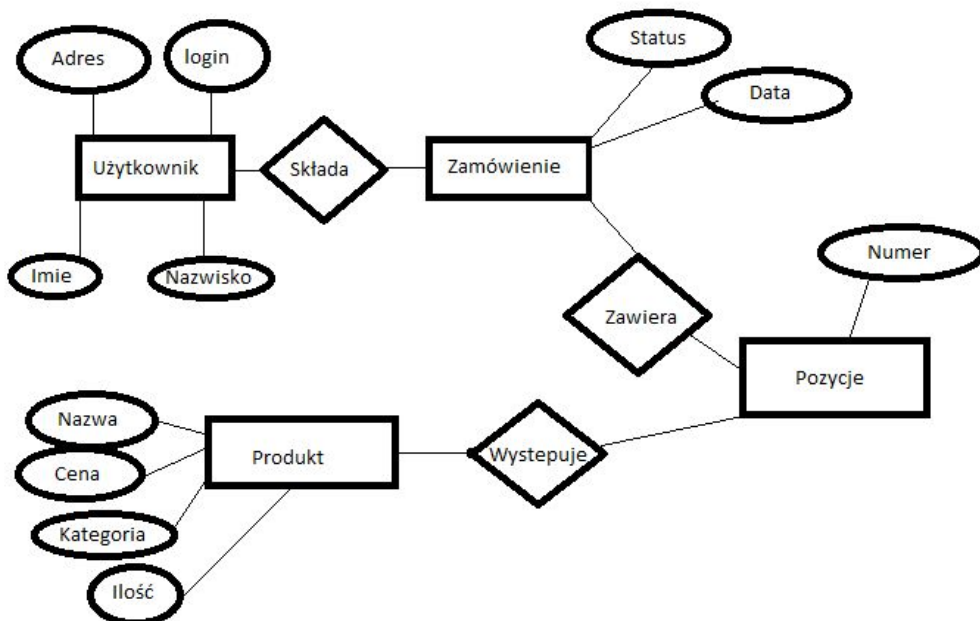 Adres
login
Status
Data
Użytkownik
Składa
Zamówienie
Imie
Nazwisko
Numer
Zawiera
Pozycje
Nazwa
Produkt
Wystepuje
Cena
Kategoria
Ilość